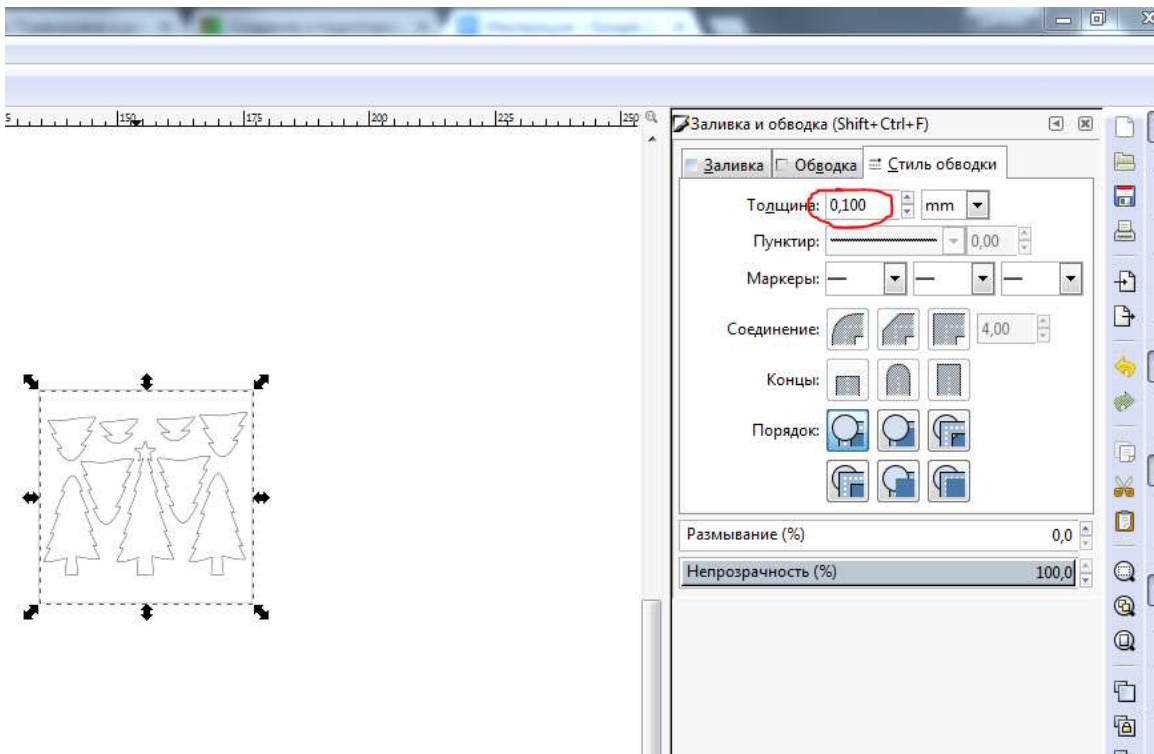 150 175 200 225 250
Заливка и обводка (Shift+Ctrl+F)
Заливка Обводка Стиль обводки
Толщина: 0,100 mm
Пунктир: 0,00
Маркеры:
Соединение: 4,00
Концы:
Порядок:
Размывание (%) 0,0
Непрозрачность (%) 100,0